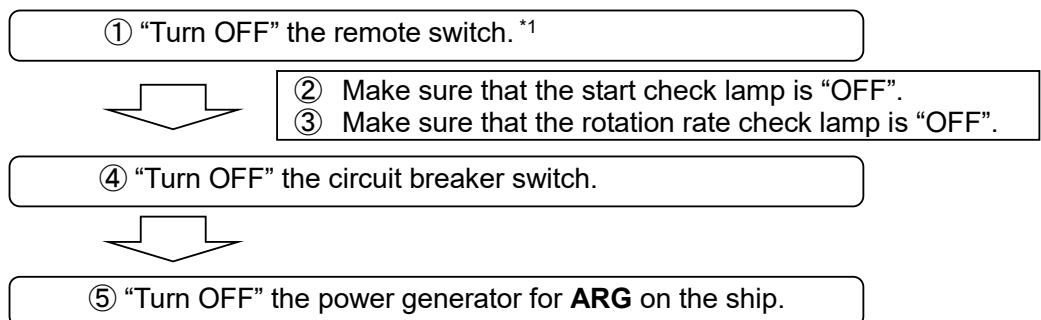 ① “Turn OFF” the remote switch. *1
② Make sure that the start check lamp is “OFF”.
③ Make sure that the rotation rate check lamp is “OFF”.
④ “Turn OFF” the circuit breaker switch.
⑤ “Turn OFF” the power generator for ARG on the ship.